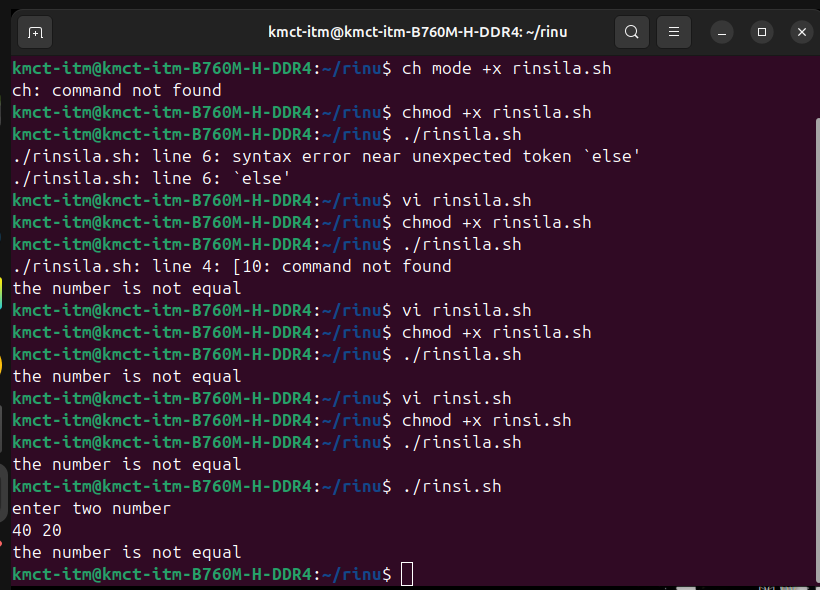 kmct-itm@kmct-itm-B760M-H-DDR4: ~/rinu
kmct-itm@kmct-itm-B760M-H-DDR4:~/rinu$ ch mode +x rinsila.sh
ch: command not found
kmct-itm@kmct-itm-B760M-H-DDR4:~/rinu$ chmod +x rinsila.sh
kmct-itm@kmct-itm-B760M-H-DDR4:~/rinu$ ./rinsila.sh
./rinsila.sh: line 6: syntax error near unexpected token `else'
./rinsila.sh: line 6: `else'
kmct-itm@kmct-itm-B760M-H-DDR4:~/rinu$ vi rinsila.sh
kmct-itm@kmct-itm-B760M-H-DDR4:~/rinu$ chmod +x rinsila.sh
kmct-itm@kmct-itm-B760M-H-DDR4:~/rinu$ ./rinsila.sh
./rinsila.sh: line 4: [10: command not found
the number is not equal
kmct-itm@kmct-itm-B760M-H-DDR4:~/rinu$ vi rinsila.sh
kmct-itm@kmct-itm-B760M-H-DDR4:~/rinu$ chmod +x rinsila.sh
kmct-itm@kmct-itm-B760M-H-DDR4:~/rinu$ ./rinsila.sh
the number is not equal
kmct-itm@kmct-itm-B760M-H-DDR4:~/rinu$ vi rinsi.sh
kmct-itm@kmct-itm-B760M-H-DDR4:~/rinu$ chmod +x rinsi.sh
kmct-itm@kmct-itm-B760M-H-DDR4:~/rinu$ ./rinsila.sh
the number is not equal
kmct-itm@kmct-itm-B760M-H-DDR4:~/rinu$ ./rinsi.sh
enter two number
40 20
the number is not equal
kmct-itm@kmct-itm-B760M-H-DDR4:~/rinu$